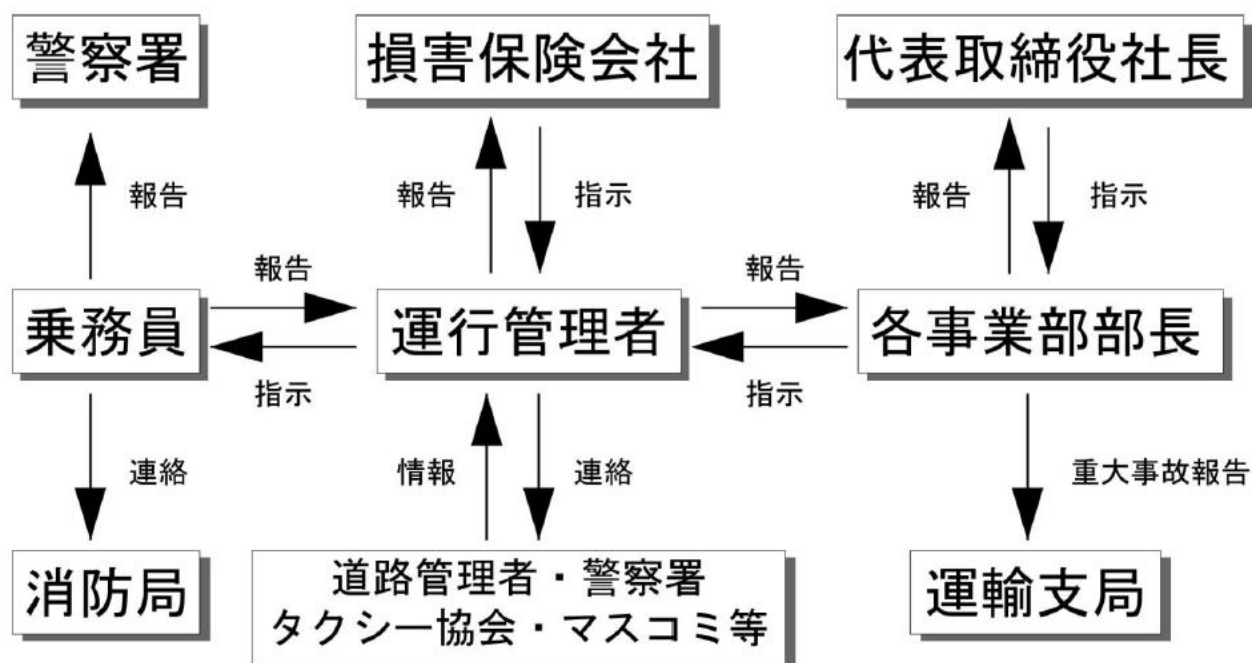 警察署
損害保険会社
代表取締役社長
報告
報告
指示
報告
指示
報告
報告
乗務員
運行管理者
各事業部部長
指示
指示
連絡
情報
連絡
重大事故報告
消防局
道路管理者・警察署
タクシー協会・マスコミ等
運輸支局